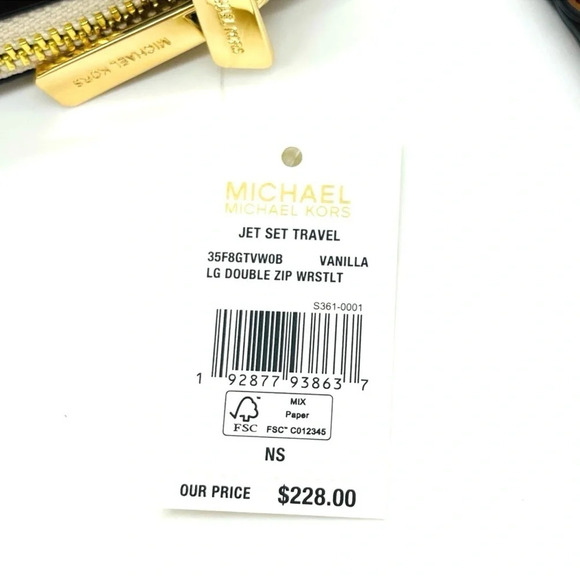 MICHAEL KORS
MICHAEL KORS
MICHAEL
MICHAEL KORS
JET SET TRAVEL
35F8GTVW0B VANILLA
LG DOUBLE ZIP WRSTLT
S361-0001
1 92877 93863 7
FSC
MIX
Paper
FSC™ C012345
NS
OUR PRICE $228.00